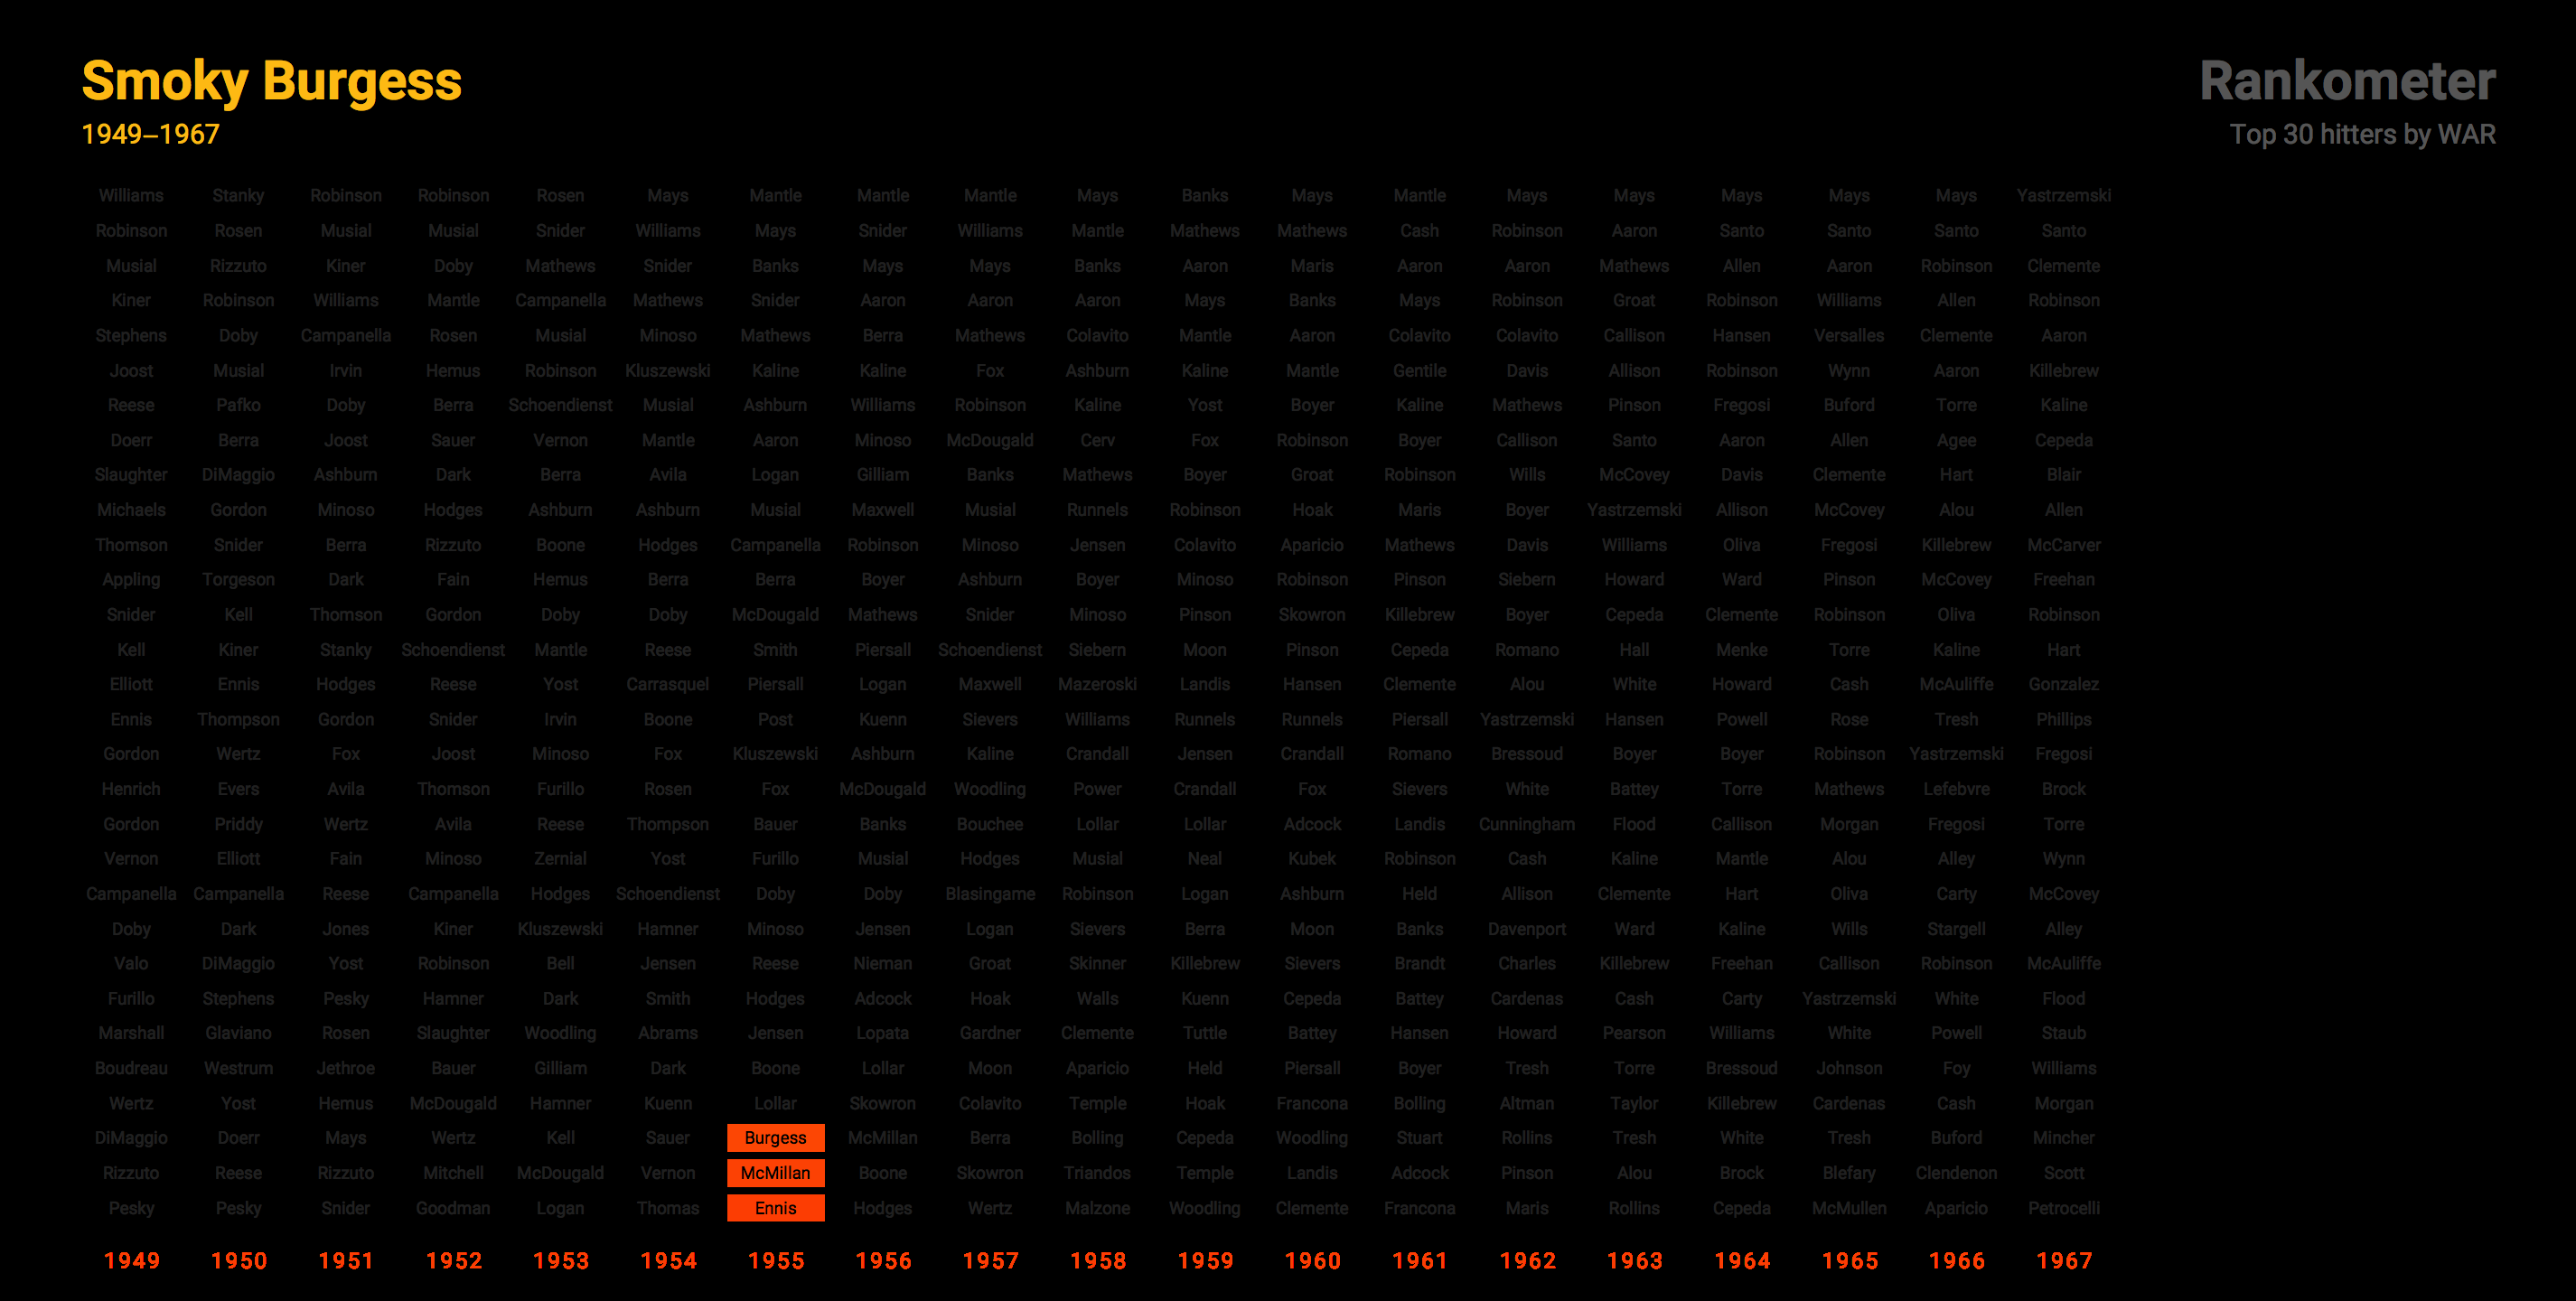 Smoky Burgess
1949–1967
Rankometer
Top 30 hitters by WAR
Williams Stanky Robinson Robinson Rosen Mays Mantle Mantle Mantle Mays Banks Mays Mantle Mays Mays Mays Mays Mays Yastrzemski
Robinson Rosen Musial Musial Snider Williams Mays Snider Williams Mantle Mathews Mathews Cash Robinson Aaron Santo Santo Santo Santo
Musial Rizzuto Kiner Doby Mathews Snider Banks Mays Mays Banks Aaron Maris Aaron Aaron Mathews Allen Aaron Robinson Clemente
Kiner Robinson Williams Mantle Campanella Mathews Snider Aaron Aaron Aaron Mays Banks Mays Robinson Groat Robinson Williams Allen Robinson
Stephens Doby Campanella Rosen Musial Minoso Mathews Berra Mathews Colavito Mantle Aaron Colavito Colavito Callison Hansen Versalles Clemente Aaron
Joost Musial Irvin Hemus Robinson Kluszewski Kaline Kaline Fox Ashburn Kaline Mantle Gentile Davis Allison Robinson Wynn Aaron Killebrew
Reese Pafko Doby Berra Schoendienst Musial Ashburn Williams Robinson Kaline Yost Boyer Kaline Mathews Pinson Fregosi Buford Torre Kaline
Doerr Berra Joost Sauer Vernon Mantle Aaron Minoso McDougald Cerv Fox Robinson Boyer Callison Santo Aaron Allen Agee Cepeda
Slaughter DiMaggio Ashburn Dark Berra Avila Logan Gilliam Banks Mathews Boyer Groat Robinson Wills McCovey Davis Clemente Hart Blair
Michaels Gordon Minoso Hodges Ashburn Ashburn Musial Maxwell Musial Runnels Robinson Hoak Maris Boyer Yastrzemski Allison McCovey Alou Allen
Thomson Snider Berra Rizzuto Boone Hodges Campanella Robinson Minoso Jensen Colavito Aparicio Mathews Davis Williams Oliva Fregosi Killebrew McCarver
Appling Torgeson Dark Fain Hemus Berra Berra Boyer Ashburn Boyer Minoso Robinson Pinson Siebern Howard Ward Pinson McCovey Freehan
Snider Kell Thomson Gordon Doby Doby McDougald Mathews Snider Minoso Pinson Skowron Killebrew Boyer Cepeda Clemente Robinson Oliva Robinson
Kell Kiner Stanky Schoendienst Mantle Reese Smith Piersall Schoendienst Siebern Moon Pinson Cepeda Romano Hall Menke Torre Kaline Hart
Elliott Ennis Hodges Reese Yost Carrasquel Piersall Logan Maxwell Mazeroski Landis Hansen Clemente Alou White Howard Cash McAuliffe Gonzalez
Ennis Thompson Gordon Snider Irvin Boone Post Kuenn Sievers Williams Runnels Runnels Piersall Yastrzemski Hansen Powell Rose Tresh Phillips
Gordon Wertz Fox Joost Minoso Fox Kluszewski Ashburn Kaline Crandall Jensen Crandall Romano Bressoud Boyer Boyer Robinson Yastrzemski Fregosi
Henrich Evers Avila Thomson Furillo Rosen Fox McDougald Woodling Power Crandall Fox Sievers White Battey Torre Mathews Lefebvre Brock
Gordon Priddy Wertz Avila Reese Thompson Bauer Banks Bouchee Lollar Lollar Adcock Landis Cunningham Flood Callison Morgan Fregosi Torre
Vernon Elliott Fain Minoso Zernial Yost Furillo Musial Hodges Musial Neal Kubek Robinson Cash Kaline Mantle Alou Alley Wynn
Campanella Campanella Reese Campanella Hodges Schoendienst Doby Doby Blasingame Robinson Logan Ashburn Held Allison Clemente Hart Oliva Carty McCovey
Doby Dark Jones Kiner Kluszewski Hamner Minoso Jensen Logan Sievers Berra Moon Banks Davenport Ward Kaline Wills Stargell Alley
Valo DiMaggio Yost Robinson Bell Jensen Reese Nieman Groat Skinner Killebrew Sievers Brandt Charles Killebrew Freehan Callison Robinson McAuliffe
Furillo Stephens Pesky Hamner Dark Smith Hodges Adcock Hoak Walls Kuenn Cepeda Battey Cardenas Cash Carty Yastrzemski White Flood
Marshall Glaviano Rosen Slaughter Woodling Abrams Jensen Lopata Gardner Clemente Tuttle Battey Hansen Howard Pearson Williams White Powell Staub
Boudreau Westrum Jethroe Bauer Gilliam Dark Boone Lollar Moon Aparicio Held Piersall Boyer Tresh Torre Bressoud Johnson Foy Williams
Wertz Yost Hemus McDougald Hamner Kuenn Lollar Skowron Colavito Temple Hoak Francona Bolling Altman Taylor Killebrew Cardenas Cash Morgan
DiMaggio Doerr Mays Wertz Kell Sauer Burgess McMillan Berra Bolling Cepeda Woodling Stuart Rollins Tresh White Tresh Buford Mincher
Rizzuto Reese Rizzuto Mitchell McDougald Vernon McMillan Boone Skowron Triandos Temple Landis Adcock Pinson Alou Brock Blefary Clendenon Scott
Pesky Pesky Snider Goodman Logan Thomas Ennis Hodges Wertz Malzone Woodling Clemente Francona Maris Rollins Cepeda McMullen Aparicio Petrocelli
1949 1950 1951 1952 1953 1954 1955 1956 1957 1958 1959 1960 1961 1962 1963 1964 1965 1966 1967